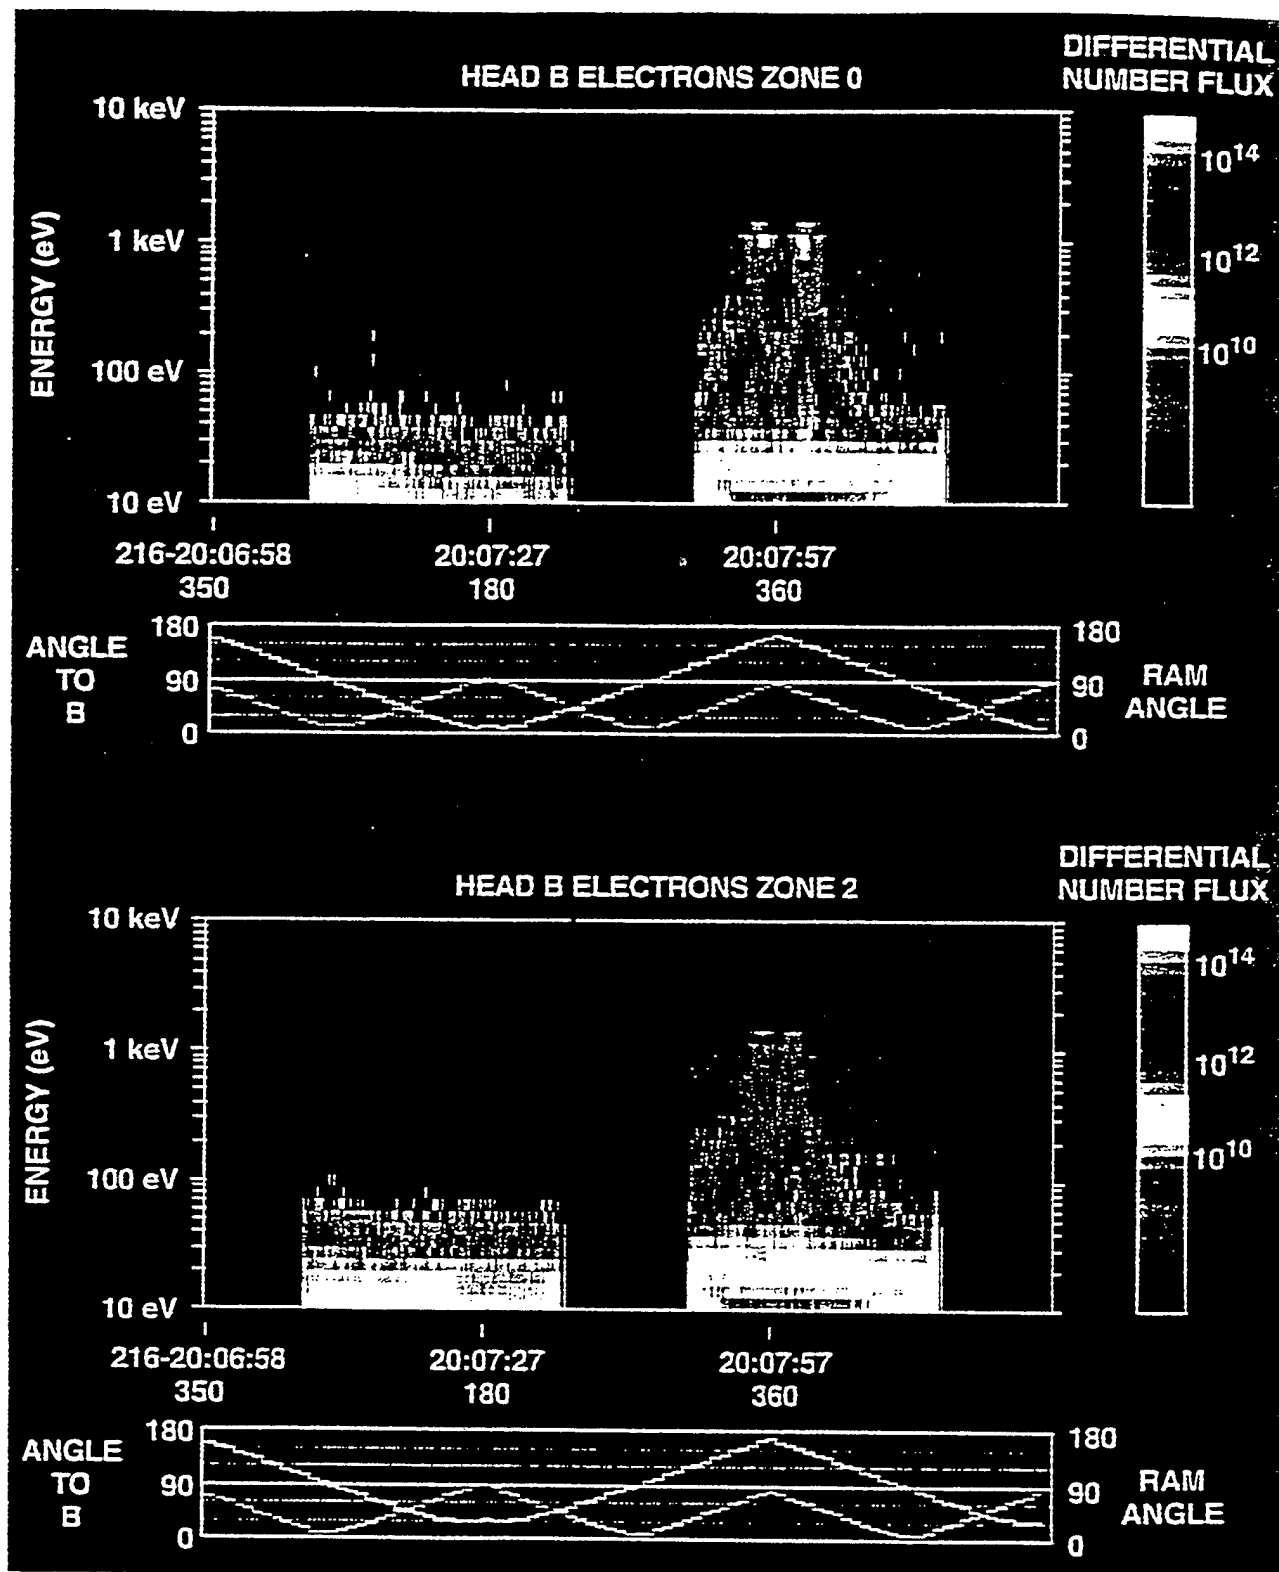 HEAD B ELECTRONS ZONE 0
DIFFERENTIAL
NUMBER FLUX
10 keV
1 keV
100 eV
10 eV
ENERGY (eV)
10^14
10^12
10^10
216-20:06:58 20:07:27 20:07:57
350 180 360
ANGLE
TO
B
180
90
0
180
90
0
RAM
ANGLE
HEAD B ELECTRONS ZONE 2
DIFFERENTIAL
NUMBER FLUX
10 keV
1 keV
100 eV
10 eV
ENERGY (eV)
10^14
10^12
10^10
216-20:06:58 20:07:27 20:07:57
350 180 360
ANGLE
TO
B
180
90
0
180
90
0
RAM
ANGLE